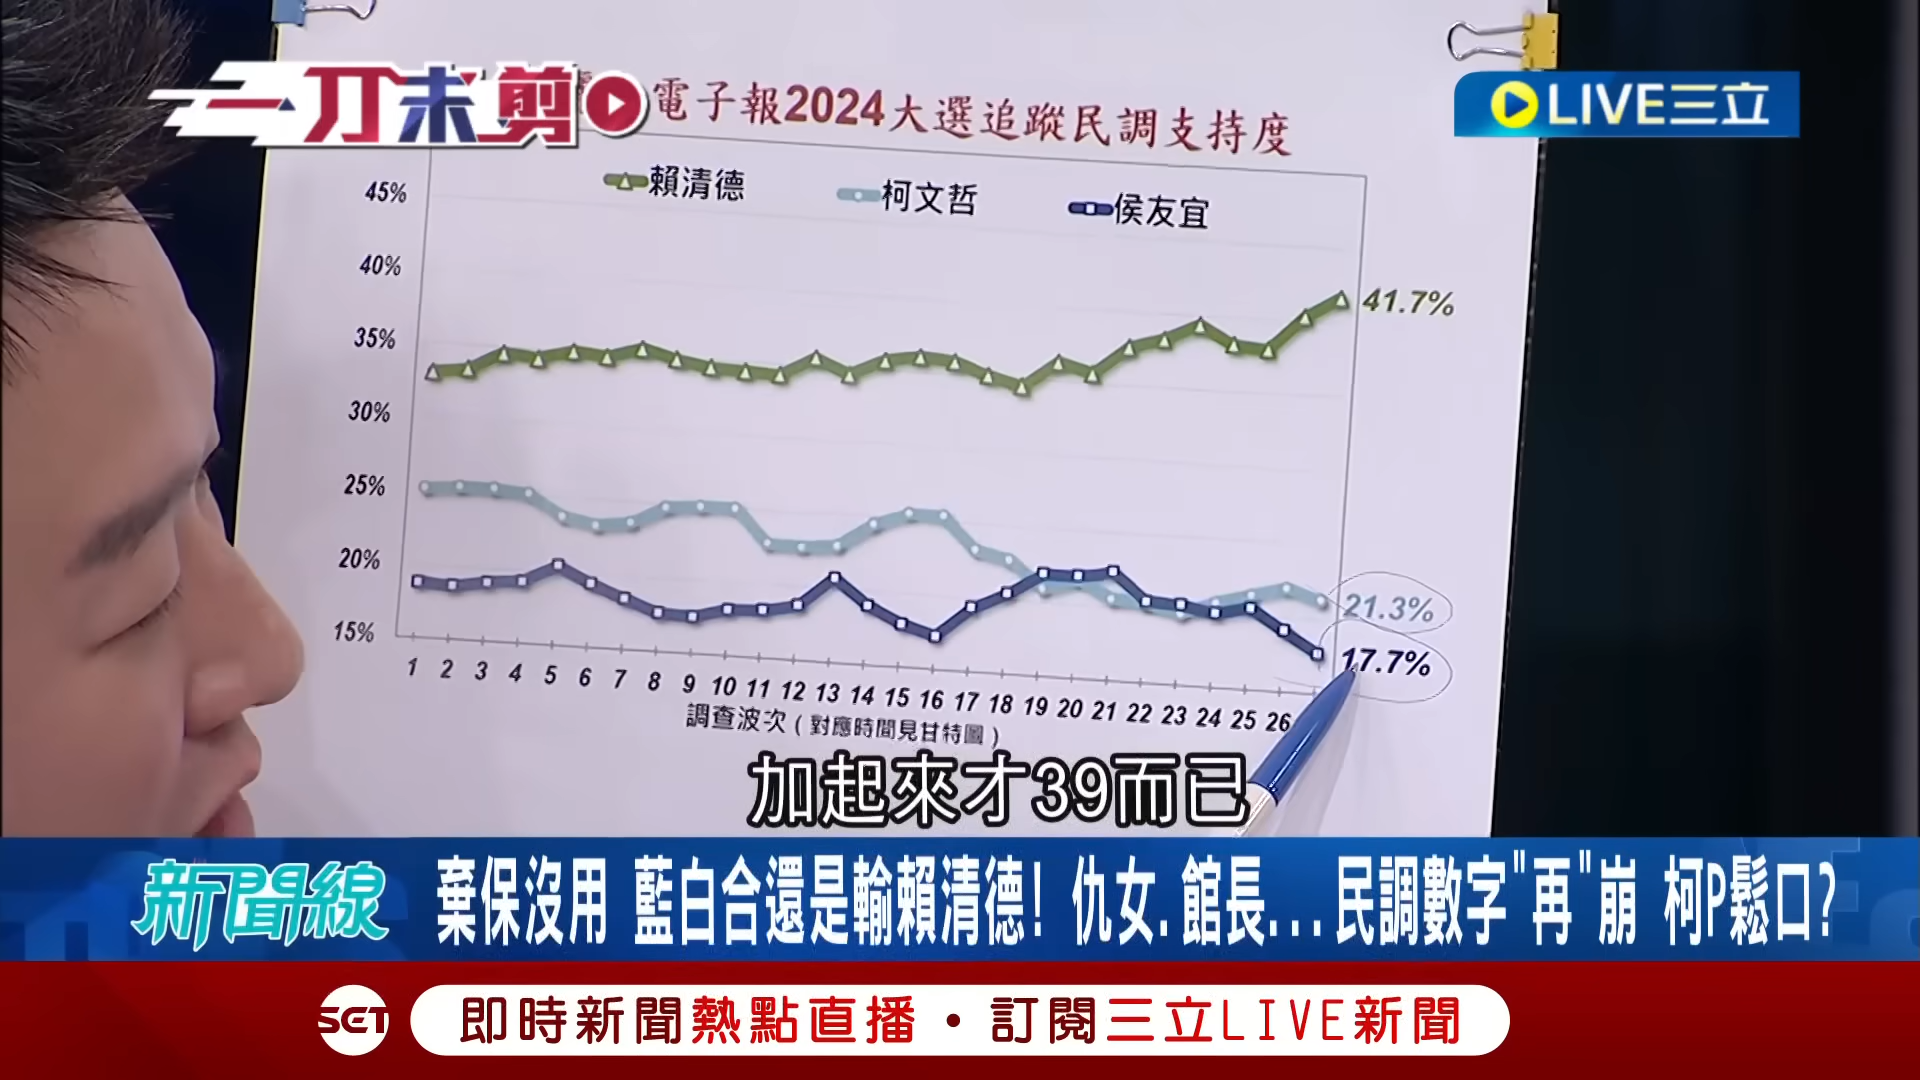 一刀未剪
電子報2024大選追蹤民調支持度
LIVE三立
賴清德 柯文哲 侯友宜
45%
40%
35%
30%
25%
20%
15%
41.7%
21.3%
17.7%
1 2 3 4 5 6 7 8 9 10 11 12 13 14 15 16 17 18 19 20 21 22 23 24 25 26
調查波次(對應時間見甘特圖)
加起來才39而已
新聞線
棄保沒用 藍白合還是輸賴清德! 仇女.館長...民調數字"再"崩 柯P鬆口?
SET
即時新聞熱點直播・訂閱三立LIVE新聞